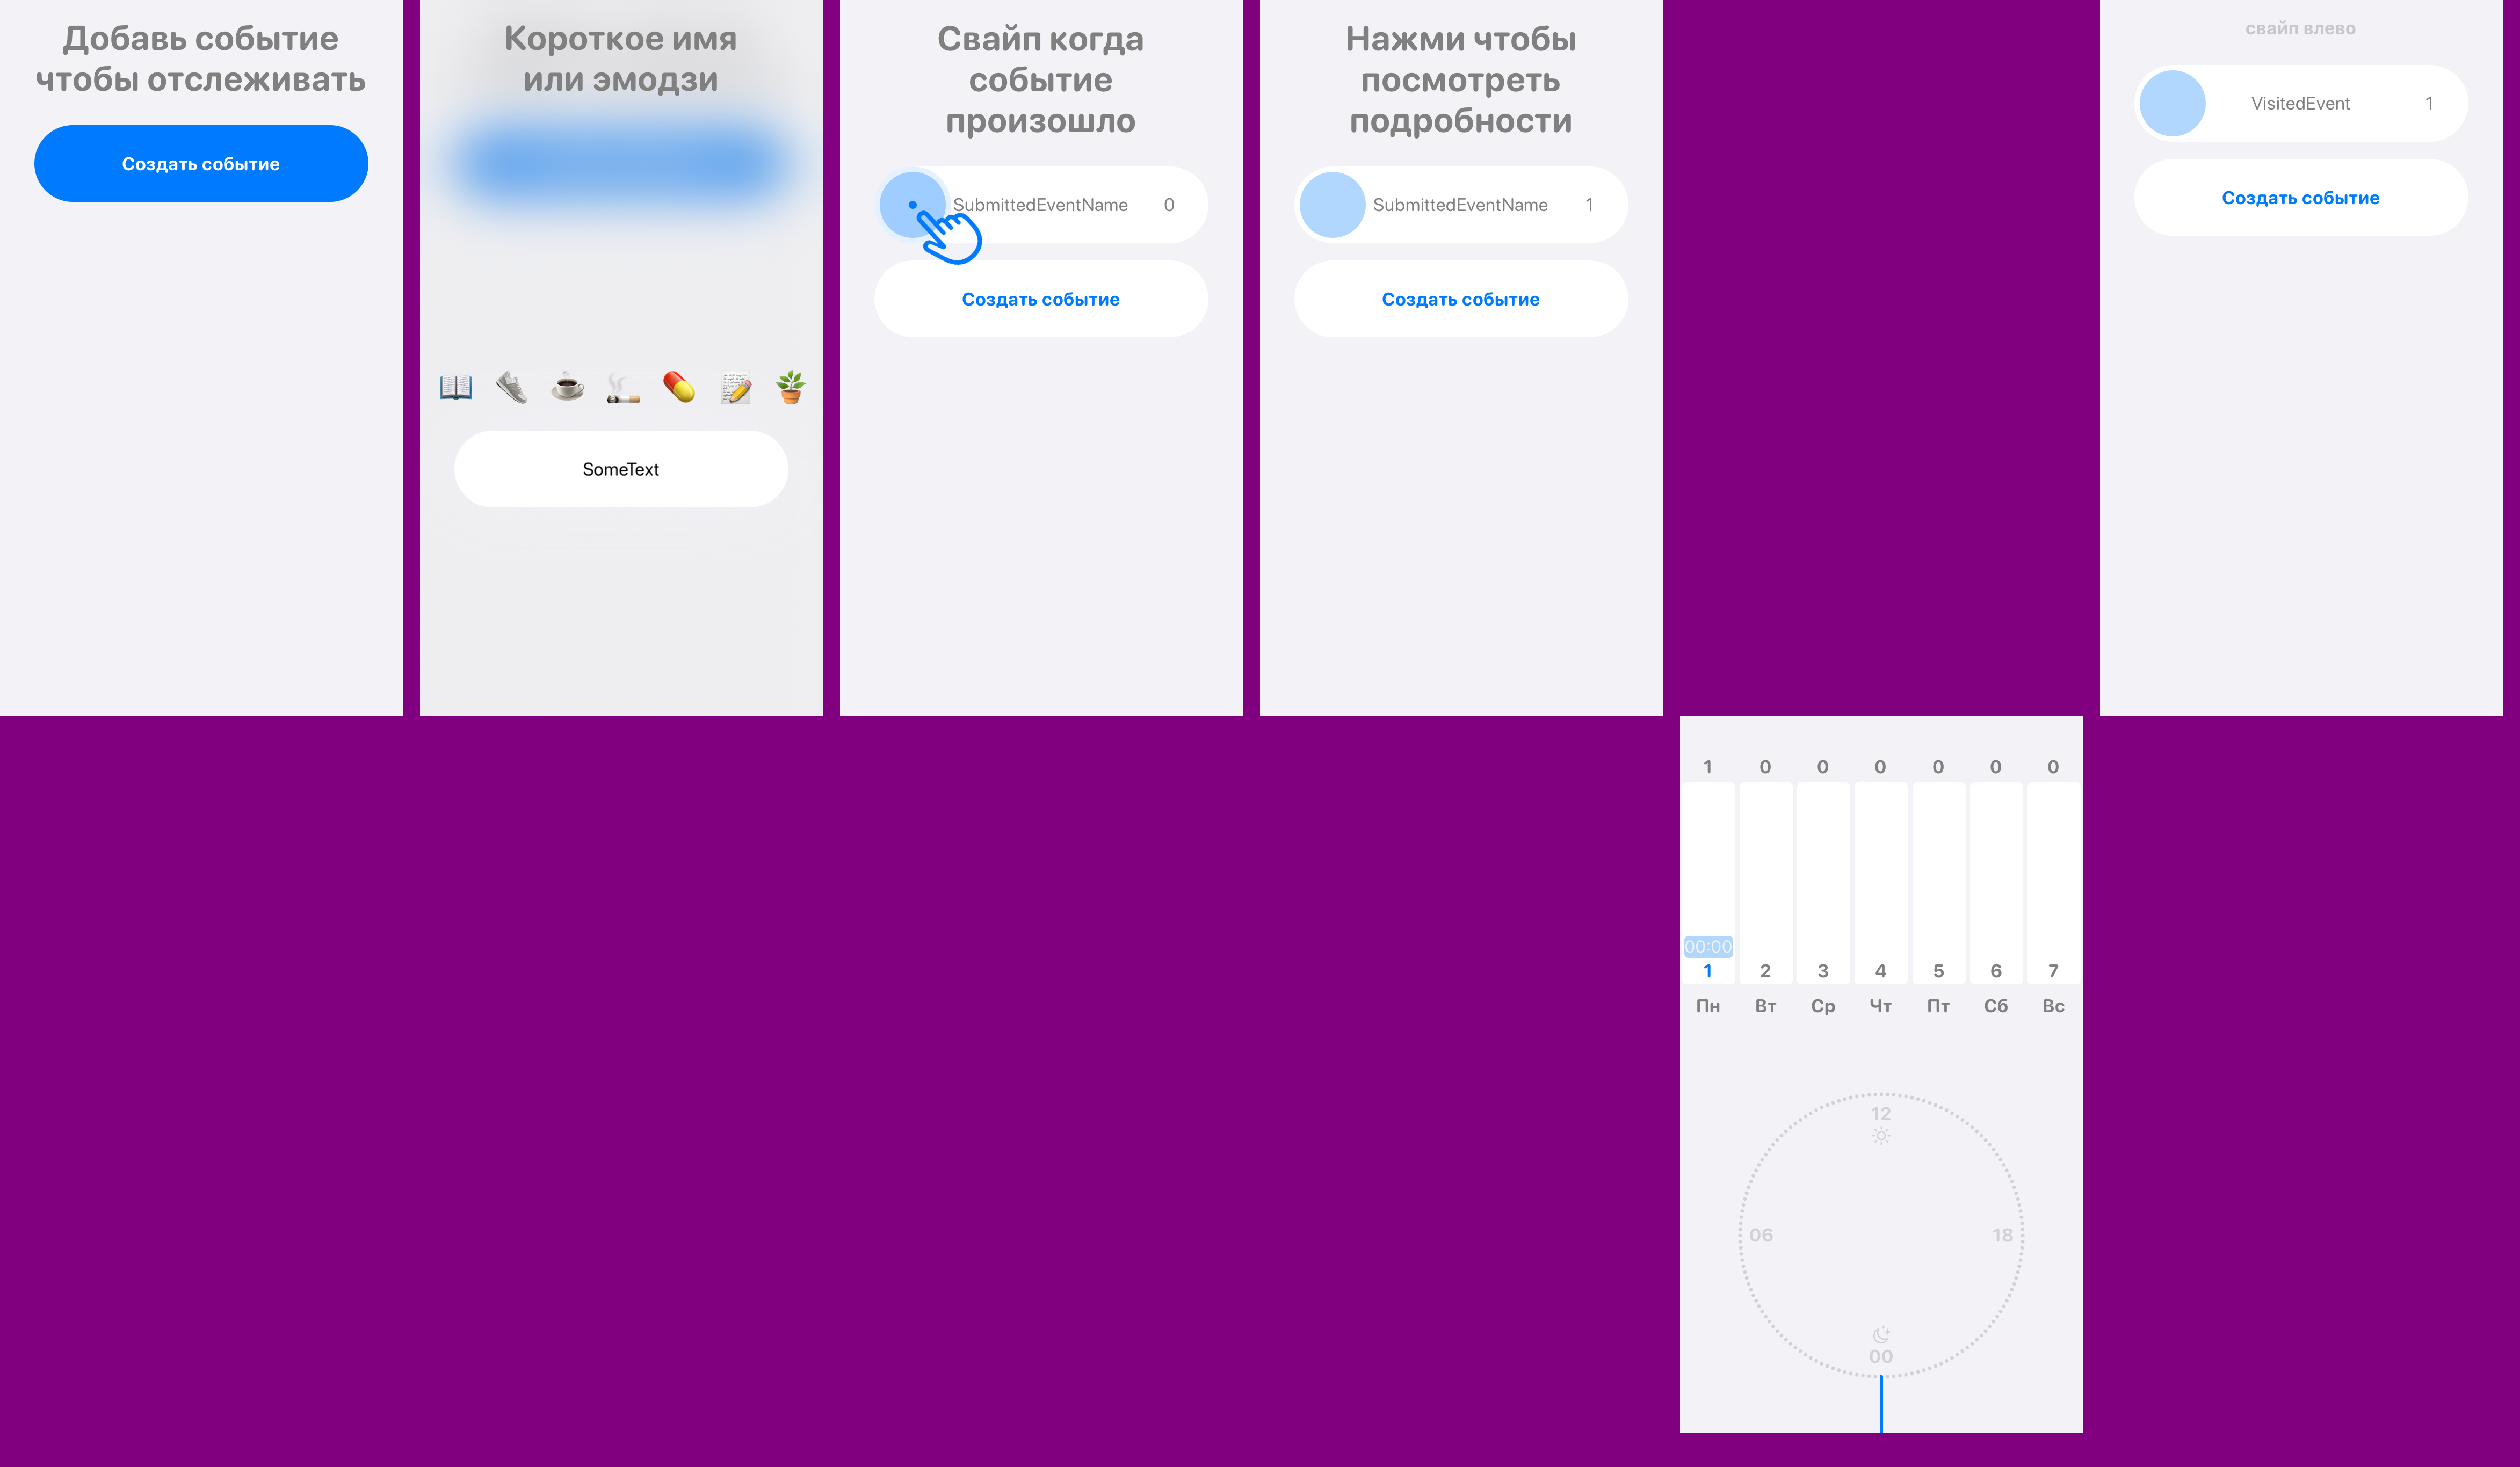 Добавь событие
чтобы отслеживать
Создать событие
Короткое имя
или эмодзи
SomeText
Свайп когда
событие
произошло
SubmittedEventName 0
Создать событие
Нажми чтобы
посмотреть
подробности
SubmittedEventName 1
Создать событие
свайп влево
VisitedEvent 1
Создать событие
1 0 0 0 0 0 0
00:00
1 2 3 4 5 6 7
Пн Вт Ср Чт Пт Сб Вс
12
06 18
00